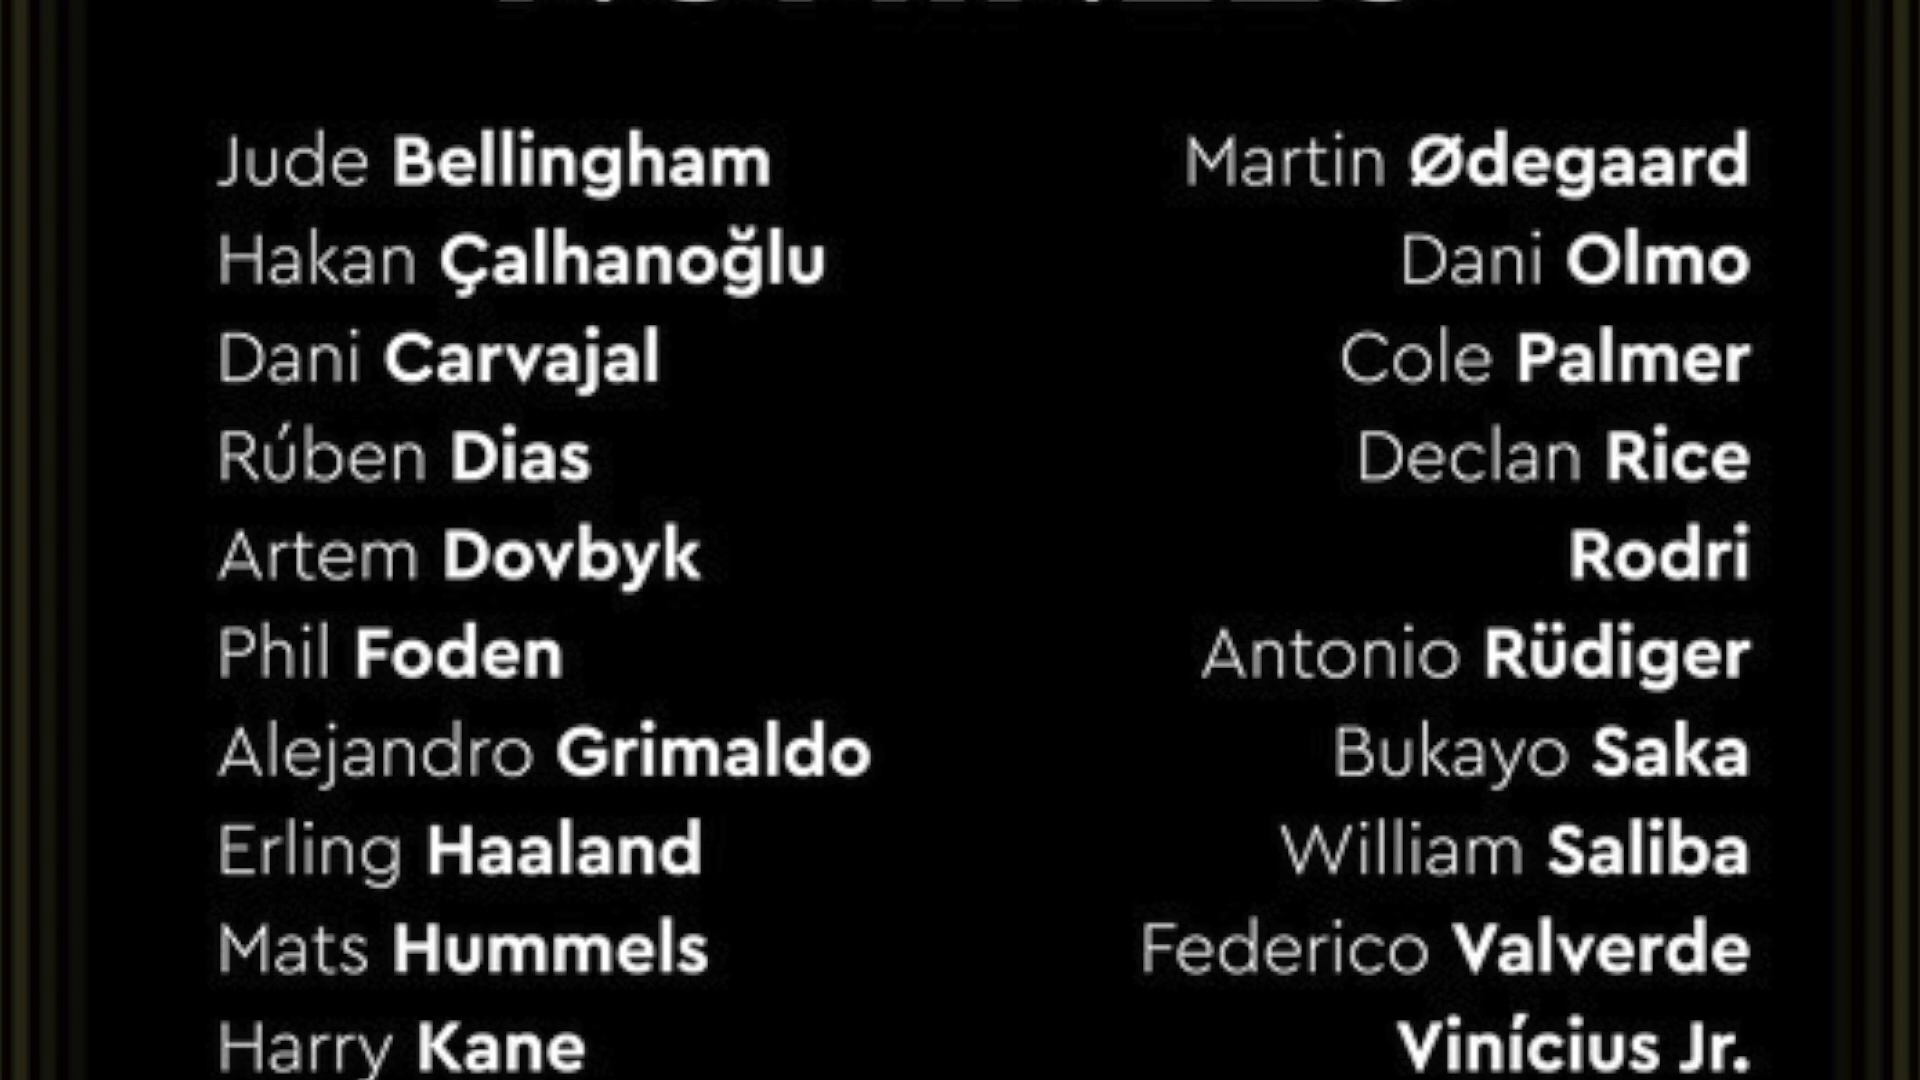 Jude Bellingham
Hakan Çalhanoğlu
Dani Carvajal
Rúben Dias
Artem Dovbyk
Phil Foden
Alejandro Grimaldo
Erling Haaland
Mats Hummels
Harry Kane
Martin Ødegaard
Dani Olmo
Cole Palmer
Declan Rice
Rodri
Antonio Rüdiger
Bukayo Saka
William Saliba
Federico Valverde
Vinícius Jr.